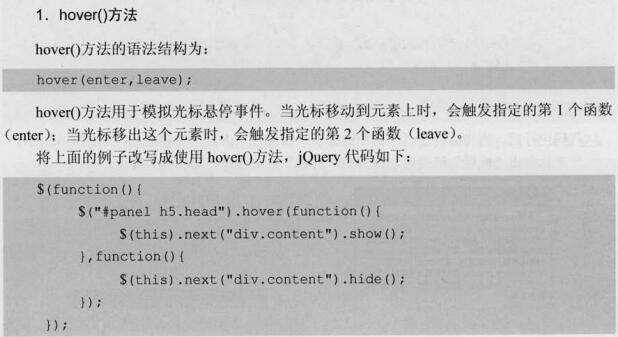 1. hover()方法
hover()方法的语法结构为：
hover(enter,leave);
hover()方法用于模拟光标悬停事件。当光标移动到元素上时，会触发指定的第 1 个函数
（enter）；当光标移出这个元素时，会触发指定的第 2 个函数（leave）。
将上面的例子改写成使用 hover()方法，jQuery 代码如下：
$(function(){
$("#panel h5.head").hover(function(){
$(this).next("div.content").show();
},function(){
$(this).next("div.content").hide();
});
});